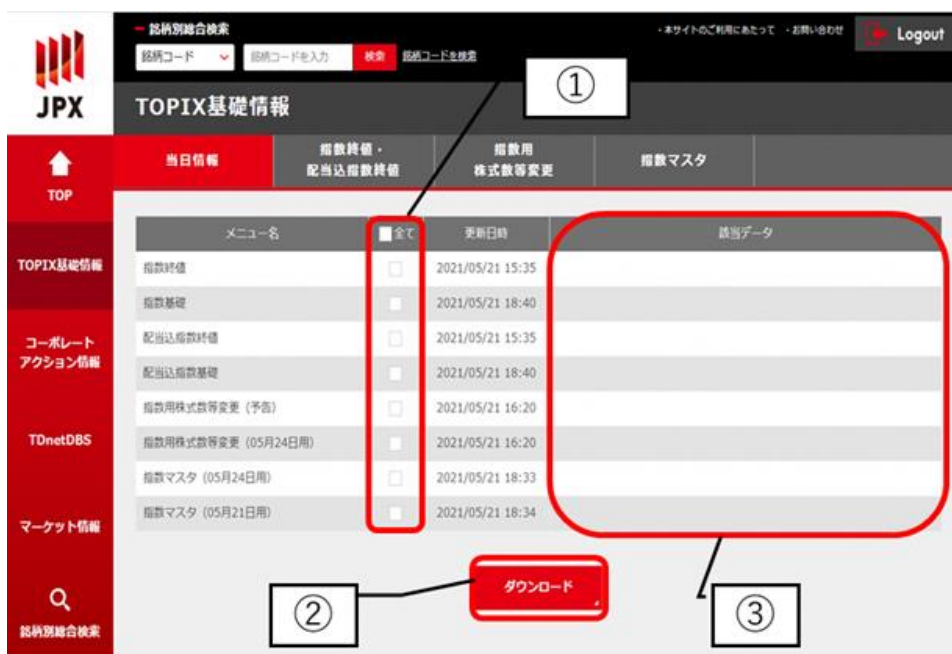 JPX
銘柄別総合検索
・本サイトのご利用にあたって ・お問い合わせ
Logout
銘柄コード 銘柄コードを入力 検索 銘柄コードを検索
①
TOPIX基礎情報
当日情報
指数終値・
配当込指数終値
指数用
株式数等変更
指数マスタ
TOP
TOPIX基礎情報
コーポレート
アクション情報
TDnetDBS
マーケット情報
銘柄別総合検索
メニュー名 全て 更新日時 該当データ
指数終値 2021/05/21 15:35
指数基礎 2021/05/21 18:40
配当込指数終値 2021/05/21 15:35
配当込指数基礎 2021/05/21 18:40
指数用株式数等変更（予告） 2021/05/21 16:20
指数用株式数等変更（05月24日用） 2021/05/21 16:20
指数マスタ（05月24日用） 2021/05/21 18:33
指数マスタ（05月21日用） 2021/05/21 18:34
ダウンロード
②
③